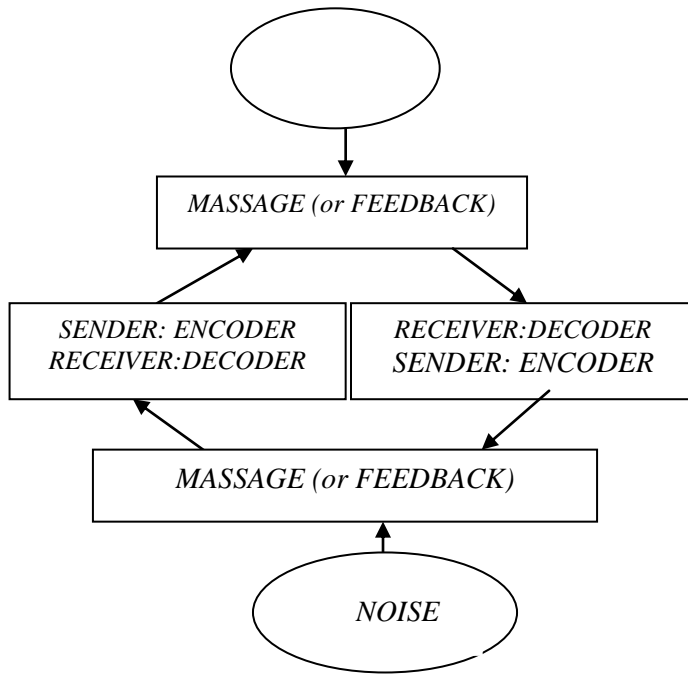 MASSAGE (or FEEDBACK)
SENDER: ENCODER
RECEIVER:DECODER
RECEIVER:DECODER
SENDER: ENCODER
MASSAGE (or FEEDBACK)
NOISE